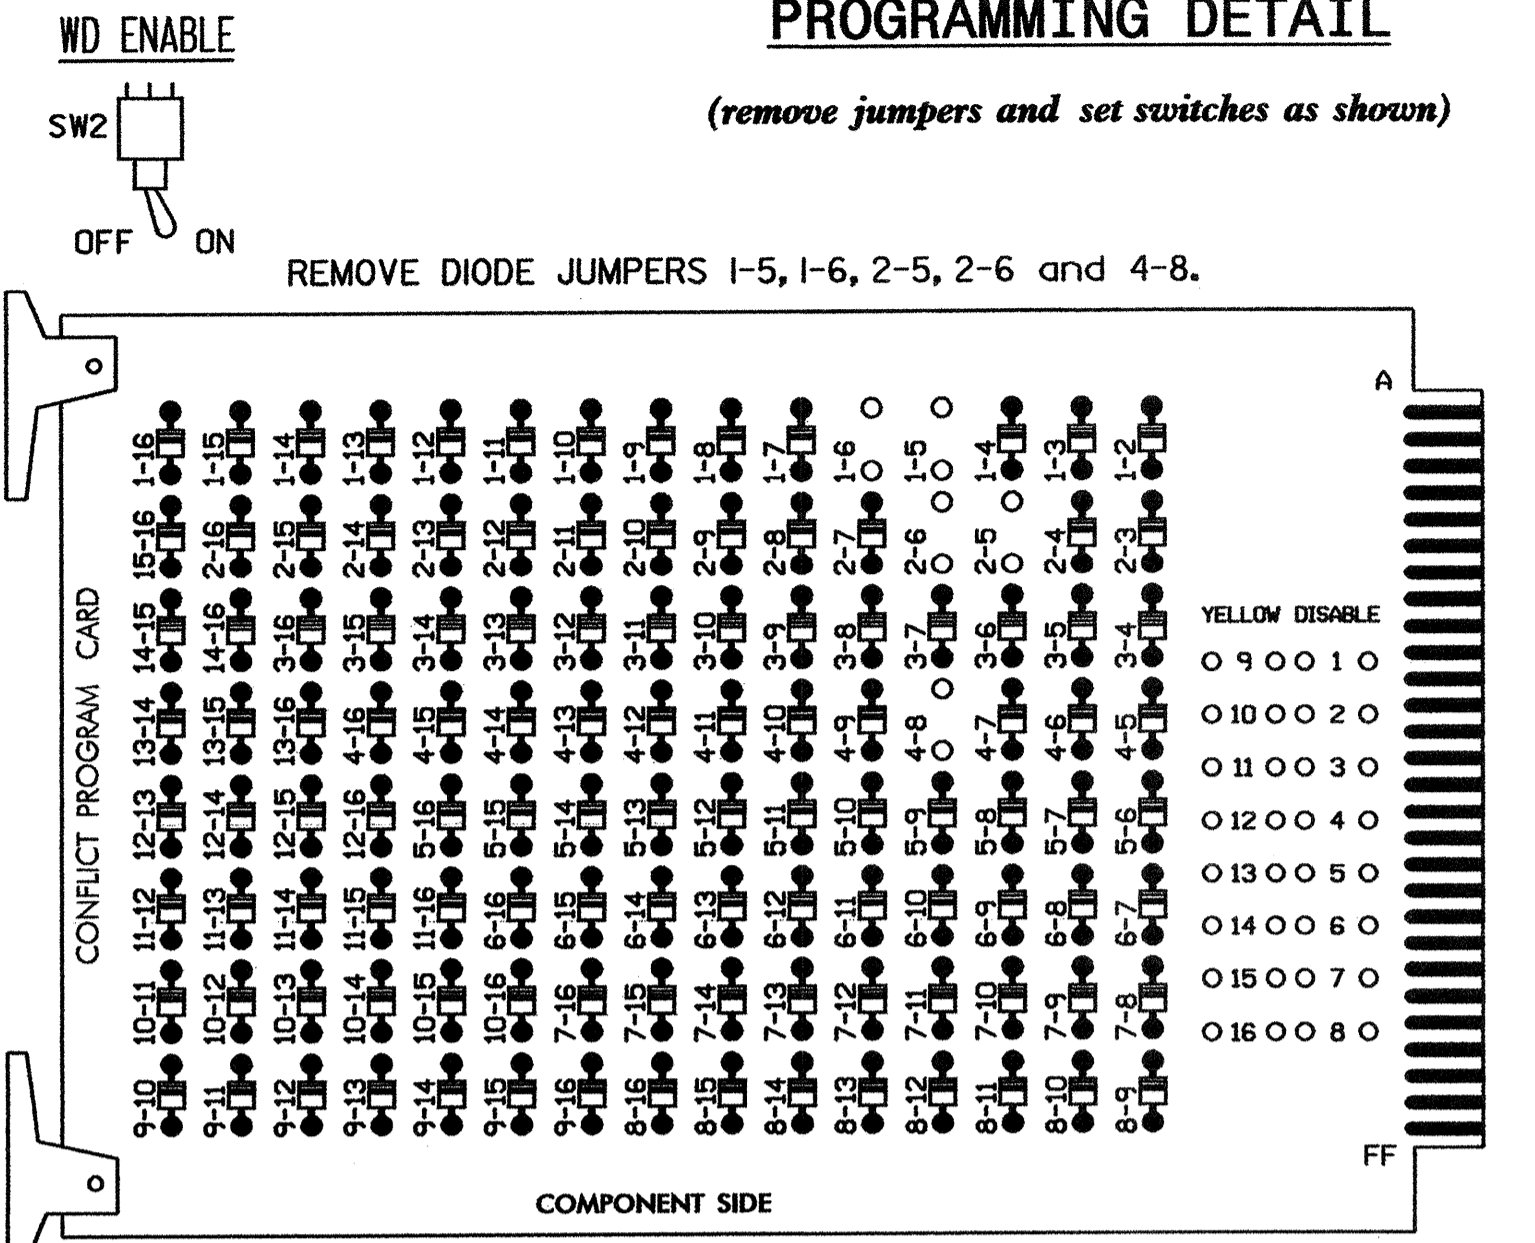 WD ENABLE
PROGRAMMING DETAIL
(remove jumpers and set switches as shown)
SW2
OFF ON
REMOVE DIODE JUMPERS 1-5, 1-6, 2-5, 2-6 and 4-8.
A
1-16 1-15 1-14 1-13 1-12 1-11 1-10 1-9 1-8 1-7 1-6 1-5 1-4 1-3 1-2
15-16 2-16 2-15 2-14 2-13 2-12 2-11 2-10 2-9 2-8 2-7 2-6 2-5 2-4 2-3
14-15 14-16 3-16 3-15 3-14 3-13 3-12 3-11 3-10 3-9 3-8 3-7 3-6 3-5 3-4
13-14 13-15 13-16 4-16 4-15 4-14 4-13 4-12 4-11 4-10 4-9 4-8 4-7 4-6 4-5
12-13 12-14 12-15 12-16 5-16 5-15 5-14 5-13 5-12 5-11 5-10 5-9 5-8 5-7 5-6
11-12 11-13 11-14 11-15 11-16 6-16 6-15 6-14 6-13 6-12 6-11 6-10 6-9 6-8 6-7
10-11 10-12 10-13 10-14 10-15 10-16 7-16 7-15 7-14 7-13 7-12 7-11 7-10 7-9 7-8
9-10 9-11 9-12 9-13 9-14 9-15 9-16 8-16 8-15 8-14 8-13 8-12 8-11 8-10 8-9
CONFLICT PROGRAM CARD
YELLOW DISABLE
9 1
10 2
11 3
12 4
13 5
14 6
15 7
16 8
FF
COMPONENT SIDE